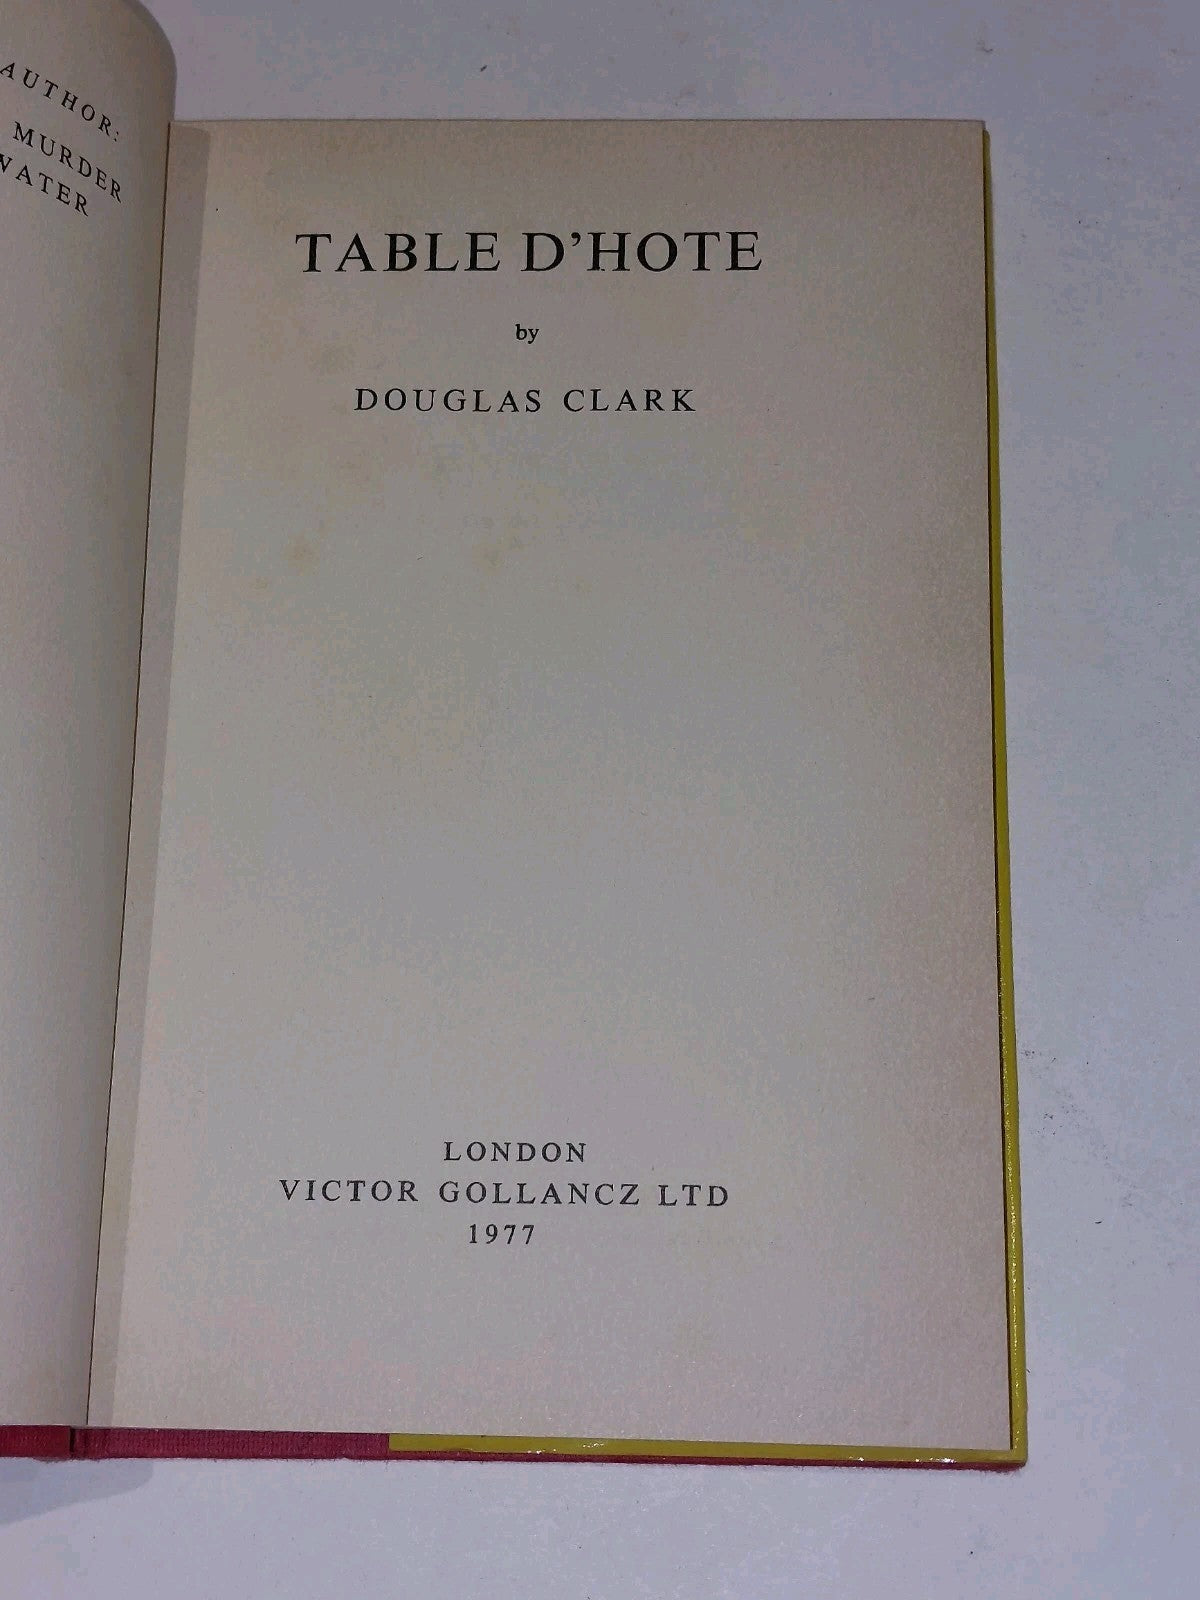 AUTHOR:
MURDER
WATER
TABLE D'HOTE
by
DOUGLAS CLARK
LONDON
VICTOR GOLLANCZ LTD
1977